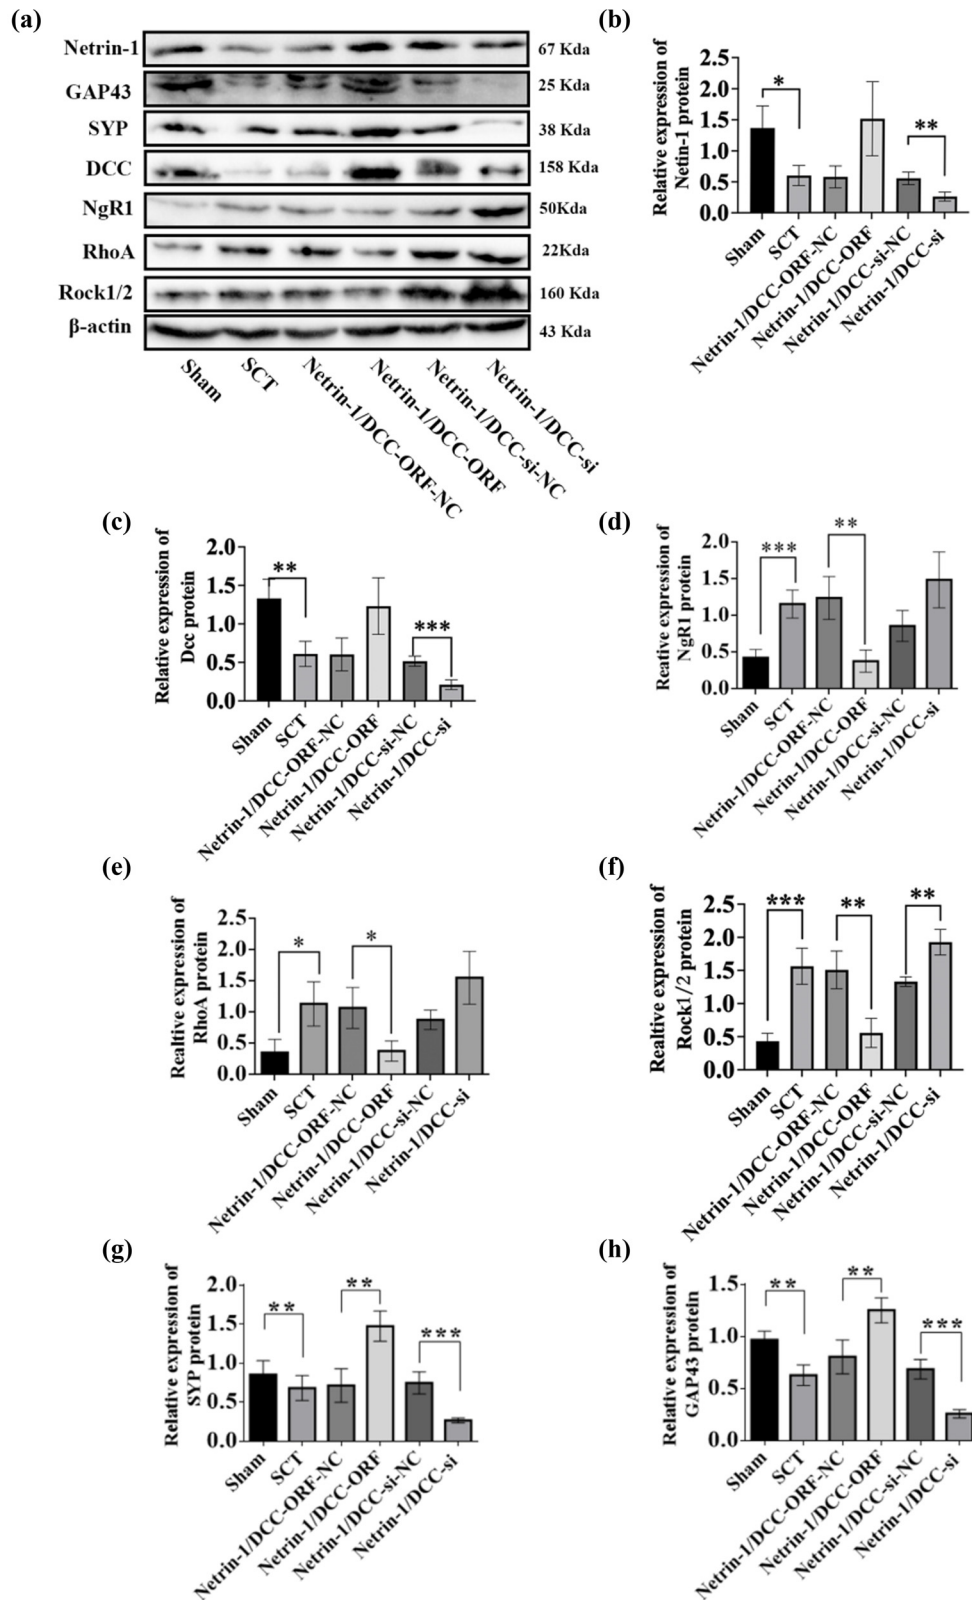 (a)
Netrin-1
67 Kda
GAP43
25 Kda
SYP
38 Kda
DCC
158 Kda
NgR1
50Kda
RhoA
22Kda
Rock1/2
160 Kda
β-actin
43 Kda
Sham
SCT
Netrin-1/DCC-ORF-NC
Netrin-1/DCC-ORF
Netrin-1/DCC-si-NC
Netrin-1/DCC-si
(b)
Relative expression of
Netin-1 protein
2.5
2.0
1.5
1.0
0.5
0.0
*
**
Sham
SCT
Netrin-1/DCC-ORF-NC
Netrin-1/DCC-ORF
Netrin-1/DCC-si-NC
Netrin-1/DCC-si
(c)
Relative expression of
Dcc protein
2.0
1.5
1.0
0.5
0.0
**
***
Sham
SCT
Netrin-1/DCC-ORF-NC
Netrin-1/DCC-ORF
Netrin-1/DCC-si-NC
Netrin-1/DCC-si
(d)
Reative expression of
NgR1 protein
2.0
1.5
1.0
0.5
0.0
***
**
Sham
SCT
Netrin-1/DCC-ORF-NC
Netrin-1/DCC-ORF
Netrin-1/DCC-si-NC
Netrin-1/DCC-si
(e)
Realtive expression of
RhoA protein
2.5
2.0
1.5
1.0
0.5
0.0
*
*
Sham
SCT
Netrin-1/DCC-ORF-NC
Netrin-1/DCC-ORF
Netrin-1/DCC-si-NC
Netrin-1/DCC-si
(f)
Realtive expression of
Rock1/2 protein
2.5
2.0
1.5
1.0
0.5
0.0
***
**
**
Sham
SCT
Netrin-1/DCC-ORF-NC
Netrin-1/DCC-ORF
Netrin-1/DCC-si-NC
Netrin-1/DCC-si
(g)
Relative expression of
SYP protein
2.0
1.5
1.0
0.5
0.0
**
**
***
Sham
SCT
Netrin-1/DCC-ORF-NC
Netrin-1/DCC-ORF
Netrin-1/DCC-si-NC
Netrin-1/DCC-si
(h)
Relative expression of
GAP43 protein
1.5
1.0
0.5
0.0
**
**
***
Sham
SCT
Netrin-1/DCC-ORF-NC
Netrin-1/DCC-ORF
Netrin-1/DCC-si-NC
Netrin-1/DCC-si